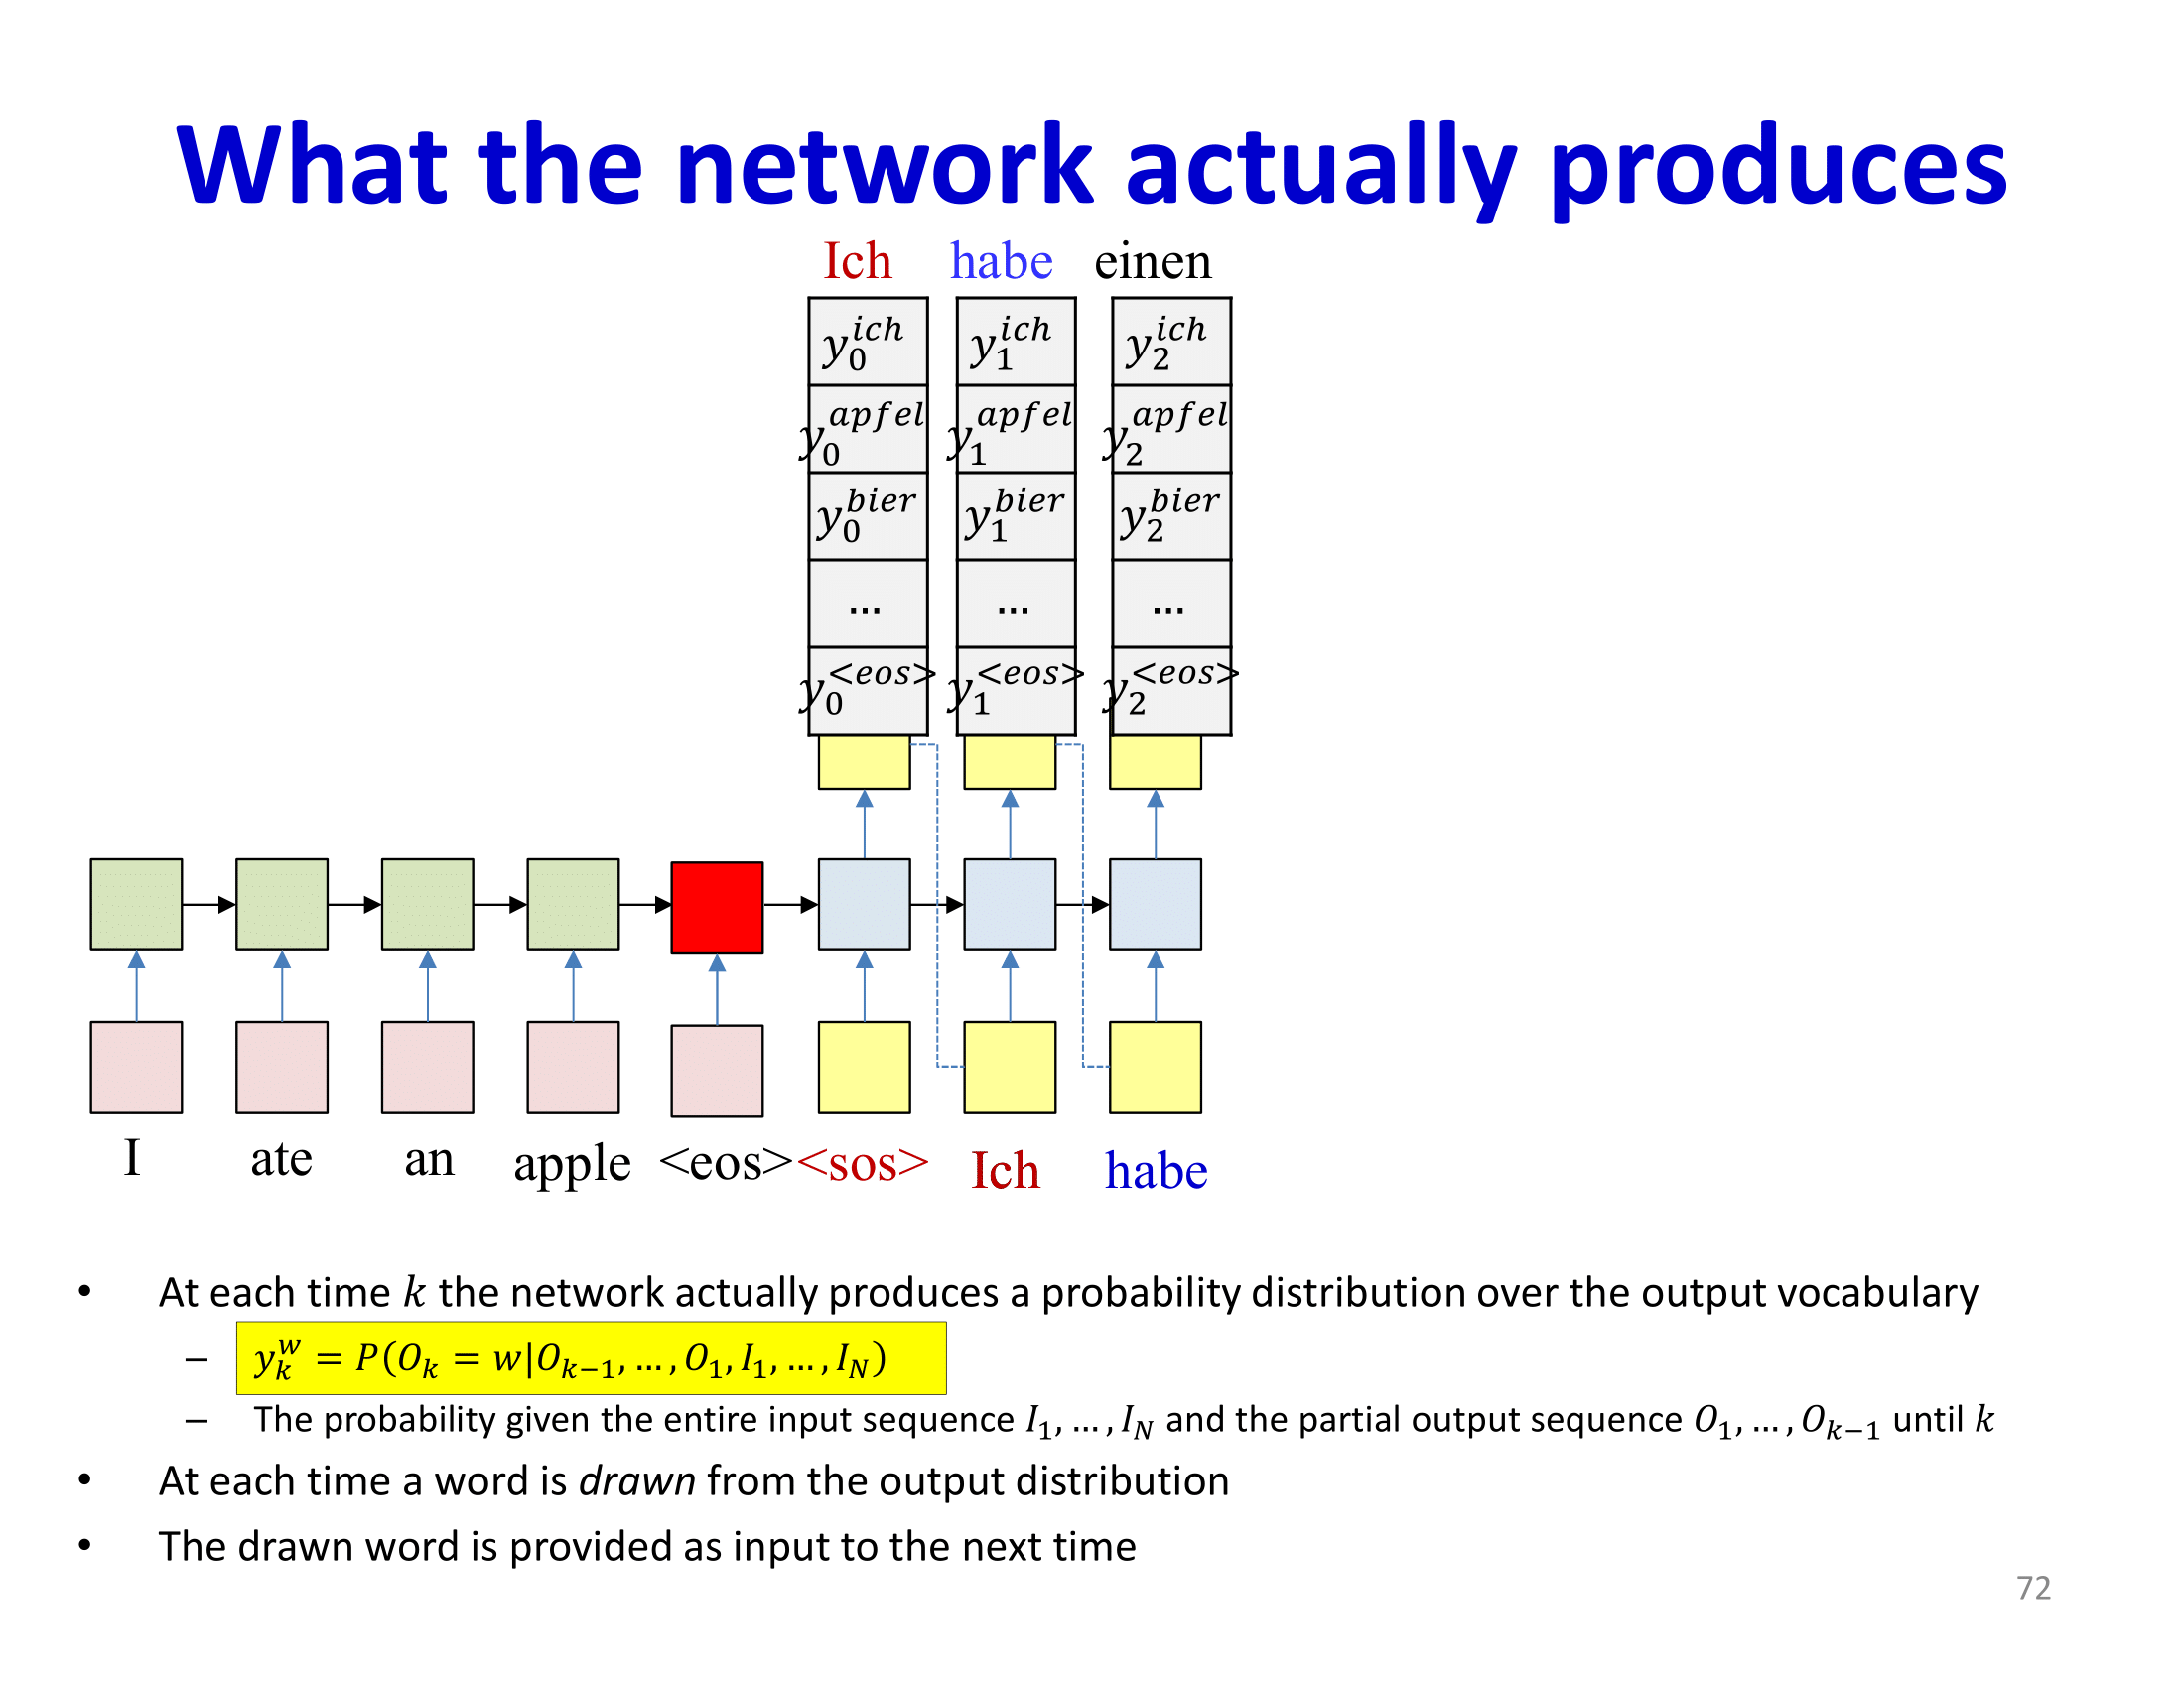 What the network actually produces
Ich habe einen
y_0^{ich} y_1^{ich} y_2^{ich}
y_0^{apfel} y_1^{apfel} y_2^{apfel}
y_0^{bier} y_1^{bier} y_2^{bier}
... ... ...
y_0^{<eos>} y_1^{<eos>} y_2^{<eos>}
I ate an apple <eos> <sos> Ich habe
• At each time k the network actually produces a probability distribution over the output vocabulary
– y_k^w = P(O_k = w|O_{k−1}, … , O_1, I_1, … , I_N)
– The probability given the entire input sequence I_1, … , I_N and the partial output sequence O_1, … , O_{k−1} until k
• At each time a word is drawn from the output distribution
• The drawn word is provided as input to the next time
72